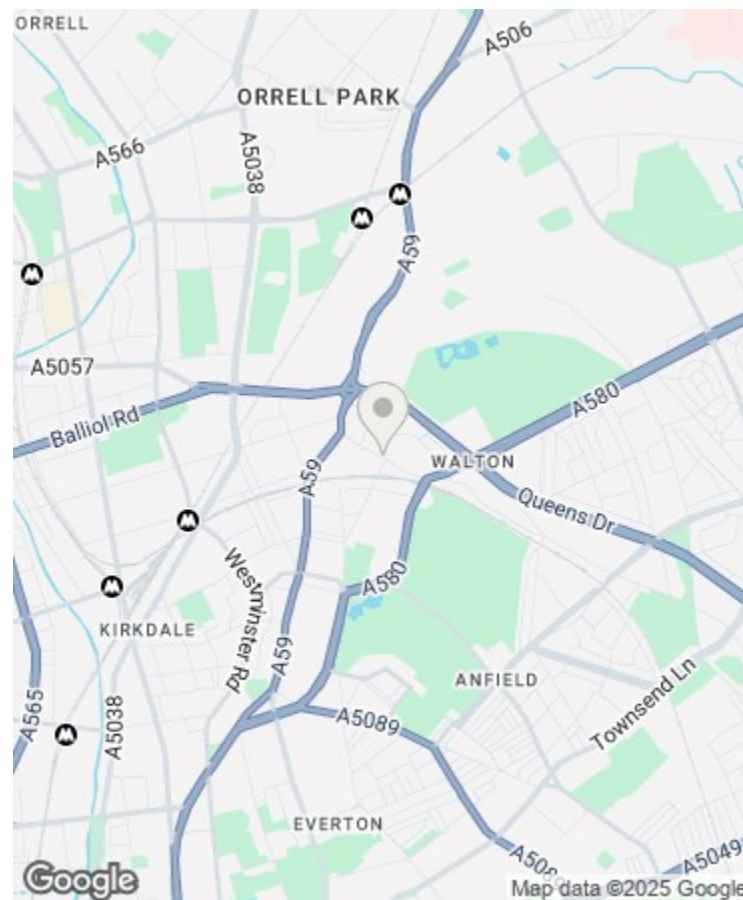 ORRELL
A506
ORRELL PARK
A566
A5038
A59
A5057
Balliol Rd
A580
WALTON
A59
Queens Dr
Westminster Rd
A580
KIRKDALE
A59
ANFIELD
Townsend Ln
A565
A5038
A5089
EVERTON
A5049
Google
Map data ©2025 Google